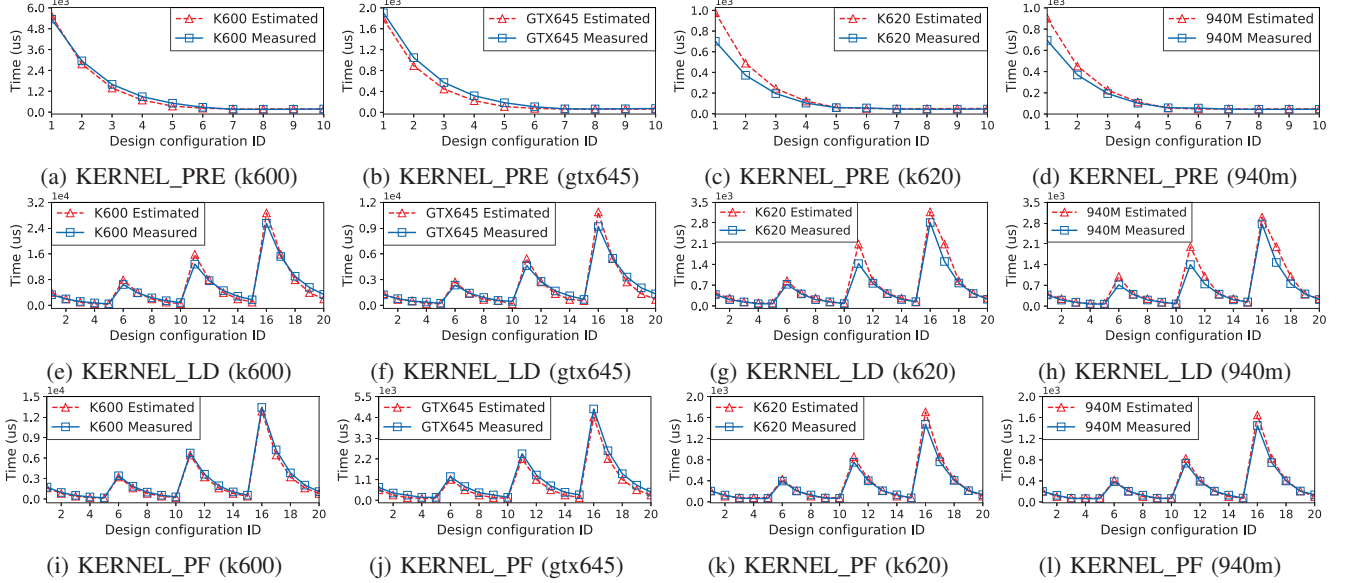 1e3 1e3 1e3 1e3
Time (us) 6.0 4.8 3.6 2.4 1.2 0.0 K600 Estimated K600 Measured
Time (us) 2.0 1.6 1.2 0.8 0.4 0.0 GTX645 Estimated GTX645 Measured
Time (us) 1.0 0.8 0.6 0.4 0.2 0.0 K620 Estimated K620 Measured
Time (us) 1.0 0.8 0.6 0.4 0.2 0.0 940M Estimated 940M Measured
1 2 3 4 5 6 7 8 9 10 1 2 3 4 5 6 7 8 9 10 1 2 3 4 5 6 7 8 9 10 1 2 3 4 5 6 7 8 9 10
Design configuration ID Design configuration ID Design configuration ID Design configuration ID
(a) KERNEL_PRE (k600) (b) KERNEL_PRE (gtx645) (c) KERNEL_PRE (k620) (d) KERNEL_PRE (940m)
1e4 1e4 1e3 1e3
Time (us) 3.2 2.4 1.6 0.8 0.0 K600 Estimated K600 Measured
Time (us) 1.2 0.9 0.6 0.3 0.0 GTX645 Estimated GTX645 Measured
Time (us) 3.5 2.8 2.1 1.4 0.7 0.0 K620 Estimated K620 Measured
Time (us) 3.5 2.8 2.1 1.4 0.7 0.0 940M Estimated 940M Measured
2 4 6 8 10 12 14 16 18 20 2 4 6 8 10 12 14 16 18 20 2 4 6 8 10 12 14 16 18 20 2 4 6 8 10 12 14 16 18 20
Design configuration ID Design configuration ID Design configuration ID Design configuration ID
(e) KERNEL_LD (k600) (f) KERNEL_LD (gtx645) (g) KERNEL_LD (k620) (h) KERNEL_LD (940m)
1e4 1e3 1e3 1e3
Time (us) 1.5 1.2 0.9 0.6 0.3 0.0 K600 Estimated K600 Measured
Time (us) 5.5 4.4 3.3 2.2 1.1 0.0 GTX645 Estimated GTX645 Measured
Time (us) 2.0 1.6 1.2 0.8 0.4 0.0 K620 Estimated K620 Measured
Time (us) 2.0 1.6 1.2 0.8 0.4 0.0 940M Estimated 940M Measured
2 4 6 8 10 12 14 16 18 20 2 4 6 8 10 12 14 16 18 20 2 4 6 8 10 12 14 16 18 20 2 4 6 8 10 12 14 16 18 20
Design configuration ID Design configuration ID Design configuration ID Design configuration ID
(i) KERNEL_PF (k600) (j) KERNEL_PF (gtx645) (k) KERNEL_PF (k620) (l) KERNEL_PF (940m)